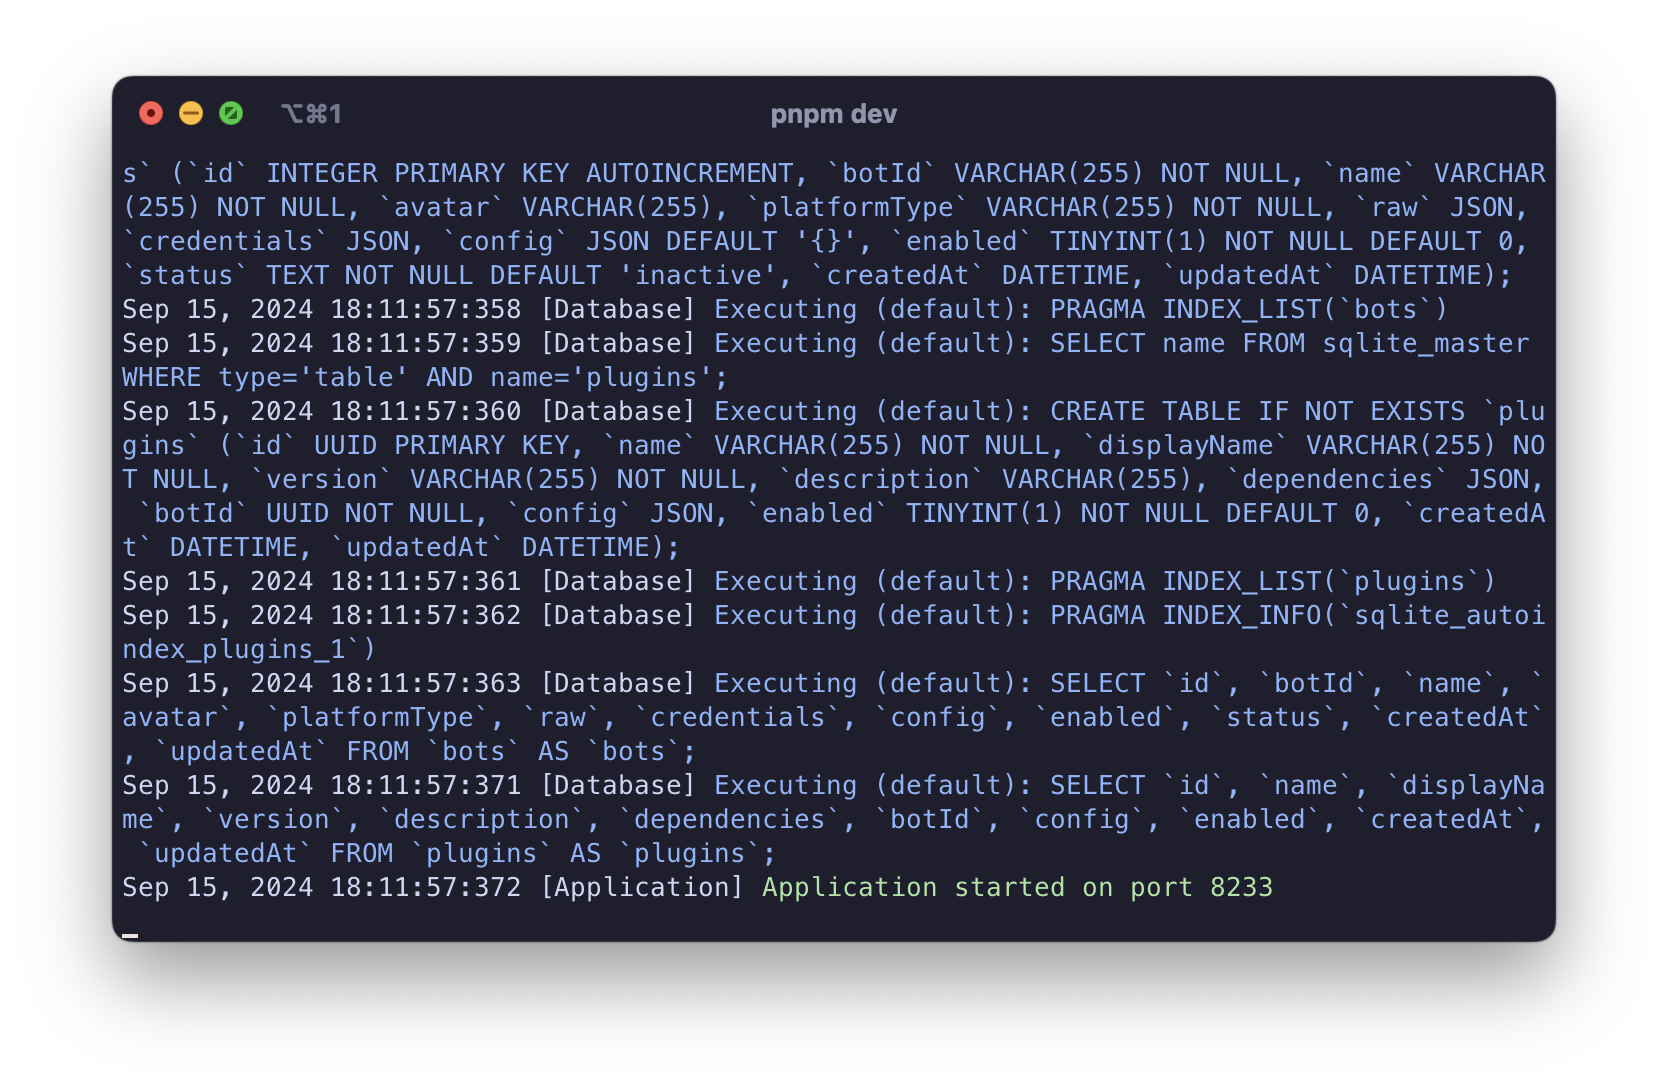 ⌥⌘1
pnpm dev
s` (`id` INTEGER PRIMARY KEY AUTOINCREMENT, `botId` VARCHAR(255) NOT NULL, `name` VARCHAR
(255) NOT NULL, `avatar` VARCHAR(255), `platformType` VARCHAR(255) NOT NULL, `raw` JSON,
`credentials` JSON, `config` JSON DEFAULT '{}', `enabled` TINYINT(1) NOT NULL DEFAULT 0,
`status` TEXT NOT NULL DEFAULT 'inactive', `createdAt` DATETIME, `updatedAt` DATETIME);
Sep 15, 2024 18:11:57:358 [Database] Executing (default): PRAGMA INDEX_LIST(`bots`)
Sep 15, 2024 18:11:57:359 [Database] Executing (default): SELECT name FROM sqlite_master
WHERE type='table' AND name='plugins';
Sep 15, 2024 18:11:57:360 [Database] Executing (default): CREATE TABLE IF NOT EXISTS `plu
gins` (`id` UUID PRIMARY KEY, `name` VARCHAR(255) NOT NULL, `displayName` VARCHAR(255) NO
T NULL, `version` VARCHAR(255) NOT NULL, `description` VARCHAR(255), `dependencies` JSON,
 `botId` UUID NOT NULL, `config` JSON, `enabled` TINYINT(1) NOT NULL DEFAULT 0, `createdA
t` DATETIME, `updatedAt` DATETIME);
Sep 15, 2024 18:11:57:361 [Database] Executing (default): PRAGMA INDEX_LIST(`plugins`)
Sep 15, 2024 18:11:57:362 [Database] Executing (default): PRAGMA INDEX_INFO(`sqlite_autoi
ndex_plugins_1`)
Sep 15, 2024 18:11:57:363 [Database] Executing (default): SELECT `id`, `botId`, `name`, `
avatar`, `platformType`, `raw`, `credentials`, `config`, `enabled`, `status`, `createdAt`
, `updatedAt` FROM `bots` AS `bots`;
Sep 15, 2024 18:11:57:371 [Database] Executing (default): SELECT `id`, `name`, `displayNa
me`, `version`, `description`, `dependencies`, `botId`, `config`, `enabled`, `createdAt`,
 `updatedAt` FROM `plugins` AS `plugins`;
Sep 15, 2024 18:11:57:372 [Application] Application started on port 8233